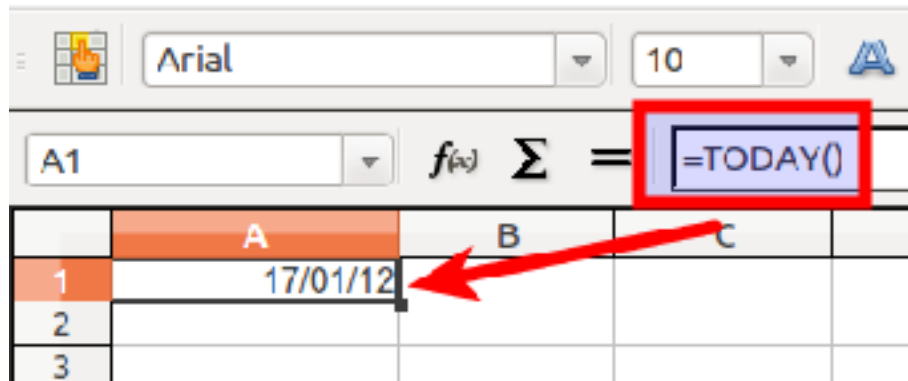 Arial 10 A
A1 f(x) Σ = =TODAY()
A B C
1 17/01/12
2
3